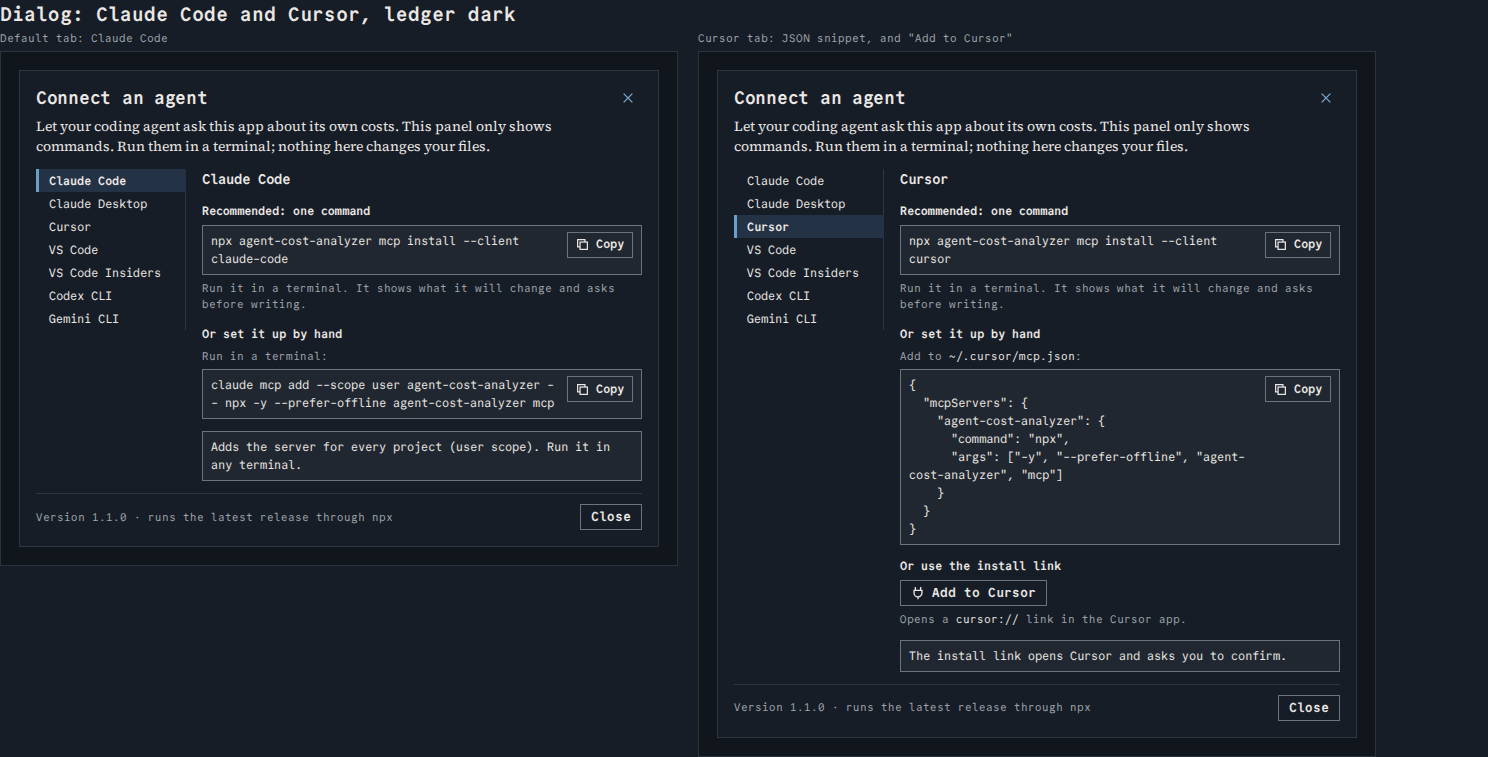 Dialog: Claude Code and Cursor, ledger dark
Default tab: Claude Code
Connect an agent
Let your coding agent ask this app about its own costs. This panel only shows
commands. Run them in a terminal; nothing here changes your files.
Claude Code
Claude Desktop
Cursor
VS Code
VS Code Insiders
Codex CLI
Gemini CLI
Claude Code
Recommended: one command
npx agent-cost-analyzer mcp install --client
claude-code
Copy
Run it in a terminal. It shows what it will change and asks
before writing.
Or set it up by hand
Run in a terminal:
claude mcp add --scope user agent-cost-analyzer -
- npx -y --prefer-offline agent-cost-analyzer mcp
Copy
Adds the server for every project (user scope). Run it in
any terminal.
Version 1.1.0 · runs the latest release through npx
Close
Cursor tab: JSON snippet, and "Add to Cursor"
Connect an agent
Let your coding agent ask this app about its own costs. This panel only shows
commands. Run them in a terminal; nothing here changes your files.
Claude Code
Claude Desktop
Cursor
VS Code
VS Code Insiders
Codex CLI
Gemini CLI
Cursor
Recommended: one command
npx agent-cost-analyzer mcp install --client
cursor
Copy
Run it in a terminal. It shows what it will change and asks
before writing.
Or set it up by hand
Add to ~/.cursor/mcp.json:
{
  "mcpServers": {
    "agent-cost-analyzer": {
      "command": "npx",
      "args": ["-y", "--prefer-offline", "agent-
cost-analyzer", "mcp"]
    }
  }
}
Copy
Or use the install link
Add to Cursor
Opens a cursor:// link in the Cursor app.
The install link opens Cursor and asks you to confirm.
Version 1.1.0 · runs the latest release through npx
Close